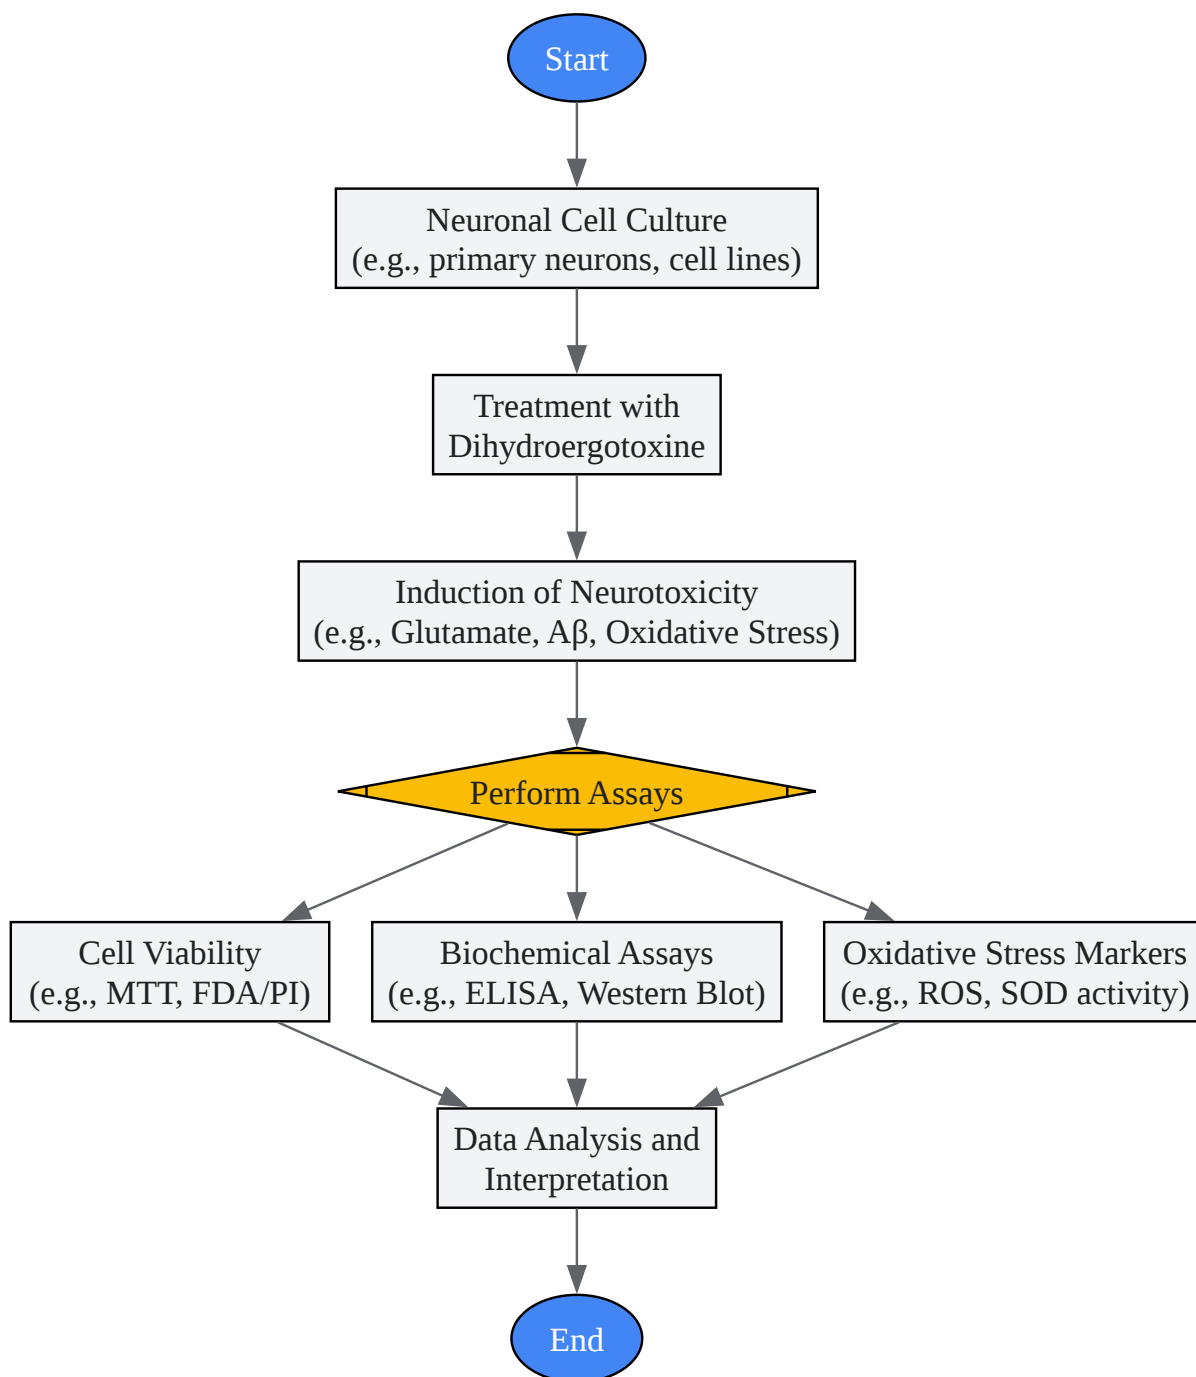 Start
Neuronal Cell Culture
(e.g., primary neurons, cell lines)
Treatment with
Dihydroergotoxine
Induction of Neurotoxicity
(e.g., Glutamate, Aβ, Oxidative Stress)
Perform Assays
Cell Viability
(e.g., MTT, FDA/PI)
Biochemical Assays
(e.g., ELISA, Western Blot)
Oxidative Stress Markers
(e.g., ROS, SOD activity)
Data Analysis and
Interpretation
End